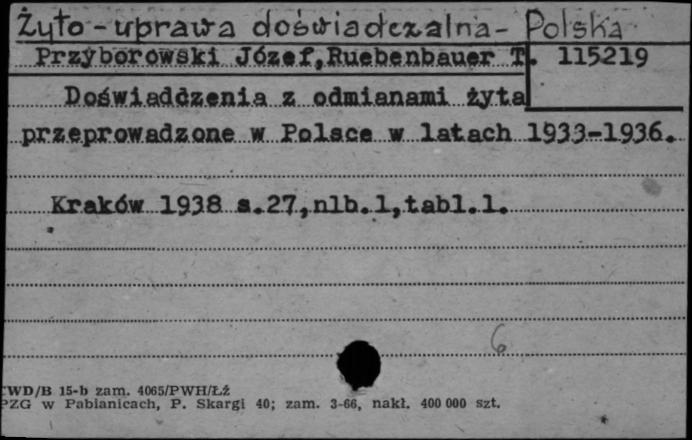 Żyto - uprawa doświadczalna - Polska
Przyborowski Józef, Ruebenbauer T. 115219
Doświaddzenia z odmianami żyta
przeprowadzone w Polsce w latach 1933-1936.
Kraków 1938 s.27,nlb.1,tabl.1.
6
WD/B 15-b zam. 4065/PWH/Łź
PZG w Pabianicach, P. Skargi 40; zam. 3-66, nakł. 400 000 szt.